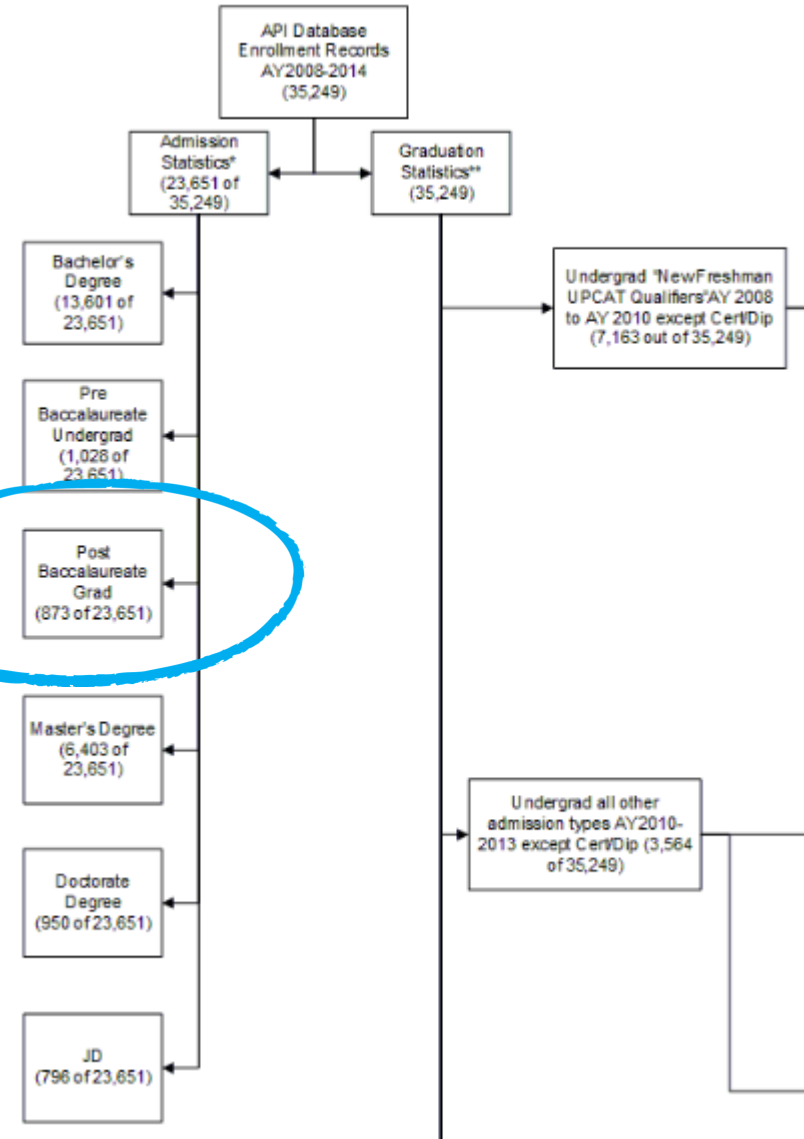 API Database
Enrollment Records
AY2008-2014
(35,249)
Admission
Statistics*
(23,651 of
35,249)
Graduation
Statistics**
(35,249)
Bachelor's
Degree
(13,601 of
23,651)
Undergrad "NewFreshman
UPCAT Qualifiers"AY 2008
to AY 2010 except Cert/Dip
(7,163 out of 35,249)
Pre
Baccalaureate
Undergrad
(1,028 of
23,651)
Post
Baccalaureate
Grad
(873 of 23,651)
Master's Degree
(6,403 of
23,651)
Undergrad all other
admission types AY2010-
2013 except Cert/Dip (3,564
of 35,249)
Doctorate
Degree
(950 of 23,651)
JD
(796 of 23,651)